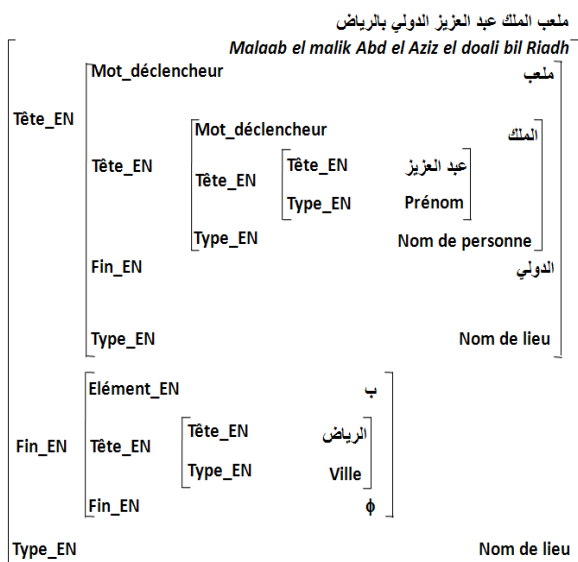 ملعب الملك عبد العزيز الدولي بالرياض
Malaab el malik Abd el Aziz el doali bil Riadh
Mot_déclencheur ملعب
Tête_EN
Mot_déclencheur الملك
Tête_EN Tête_EN Tête_EN عبد العزيز
Type_EN Prénom
Type_EN Nom de personne
Fin_EN الدولي
Type_EN Nom de lieu
Elément_EN ب
Tête_EN الرياض
Fin_EN Tête_EN
Type_EN Ville
Fin_EN ϕ
Type_EN Nom de lieu